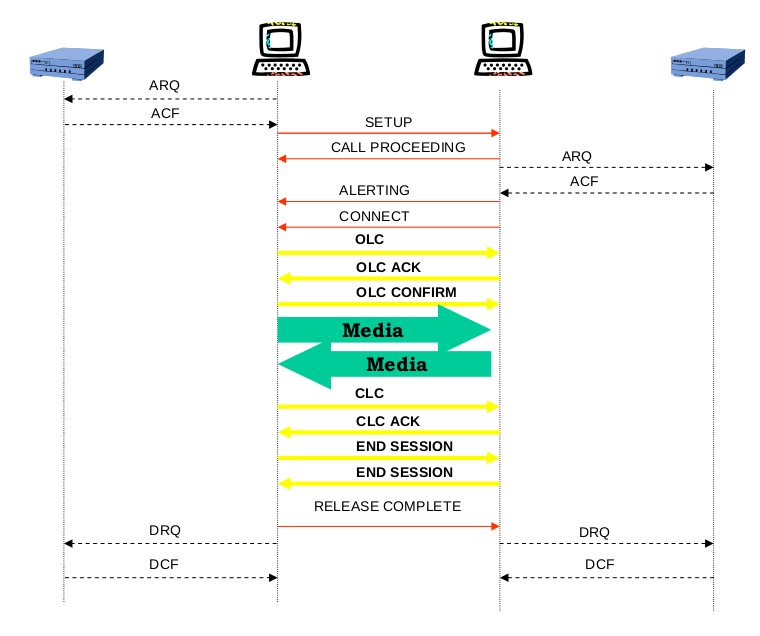 ARQ
ACF
SETUP
CALL PROCEEDING
ARQ
ACF
ALERTING
CONNECT
OLC
OLC ACK
OLC CONFIRM
Media
Media
CLC
CLC ACK
END SESSION
END SESSION
RELEASE COMPLETE
DRQ
DRQ
DCF
DCF